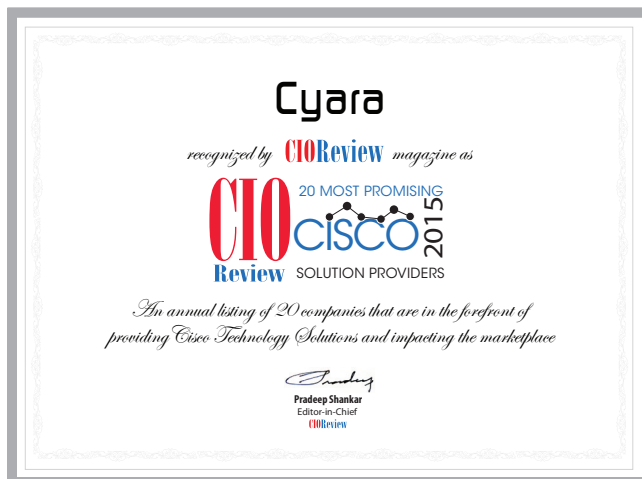 Cyara
recognized by CIOReview magazine as
CIO
Review
20 MOST PROMISING
CISCO
2015
SOLUTION PROVIDERS
An annual listing of 20 companies that are in the forefront of
providing Cisco Technology Solutions and impacting the marketplace
Pradeep
Pradeep Shankar
Editor-in-Chief
CIOReview